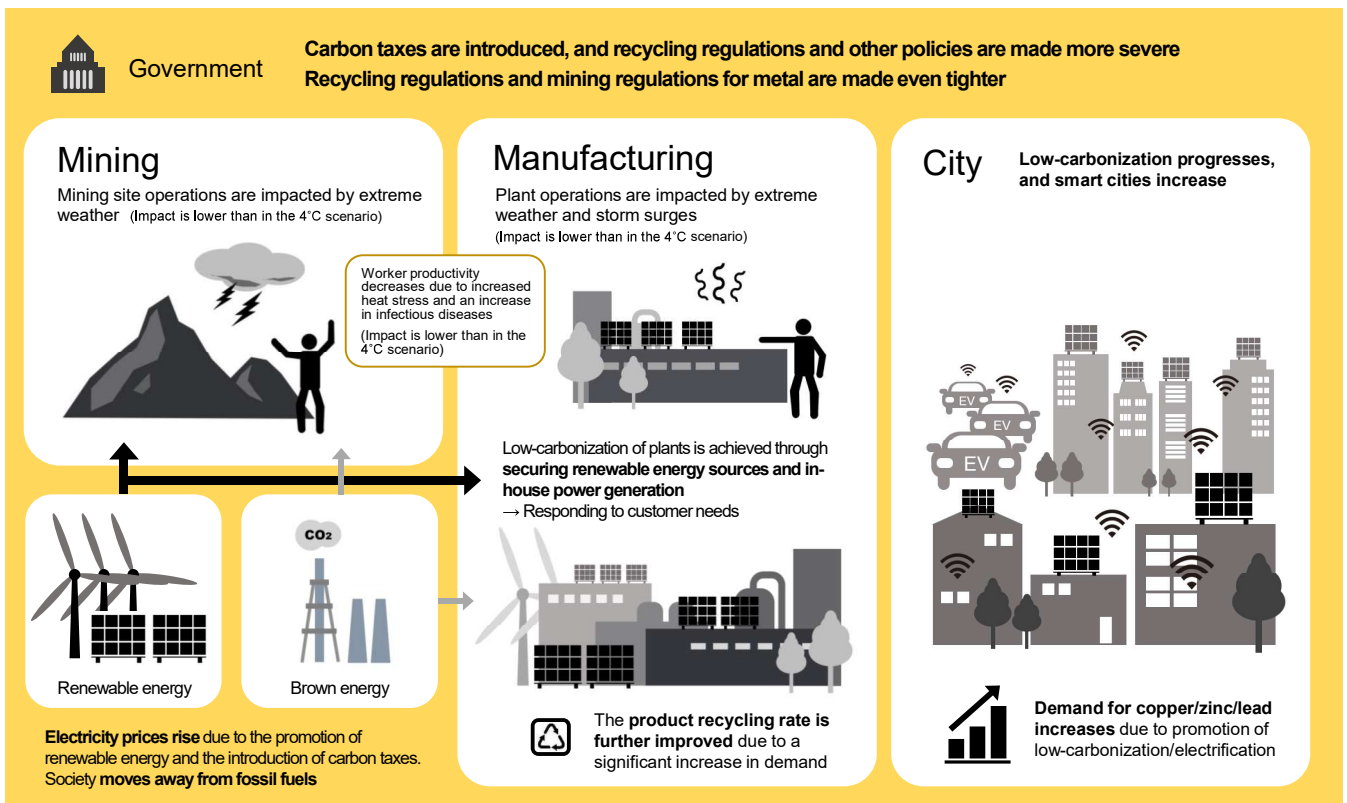 Government
Carbon taxes are introduced, and recycling regulations and other policies are made more severe
Recycling regulations and mining regulations for metal are made even tighter
Mining
Mining site operations are impacted by extreme
weather (Impact is lower than in the 4˚C scenario)
Worker productivity
decreases due to increased
heat stress and an increase
in infectious diseases
(Impact is lower than in the
4˚C scenario)
Manufacturing
Plant operations are impacted by extreme
weather and storm surges
(Impact is lower than in the 4˚C scenario)
Low-carbonization of plants is achieved through
securing renewable energy sources and in-
house power generation
→ Responding to customer needs
The product recycling rate is
further improved due to a
significant increase in demand
City
Low-carbonization progresses,
and smart cities increase
EV
EV
EV
Demand for copper/zinc/lead
increases due to promotion of
low-carbonization/electrification
Renewable energy
CO2
Brown energy
Electricity prices rise due to the promotion of
renewable energy and the introduction of carbon taxes.
Society moves away from fossil fuels